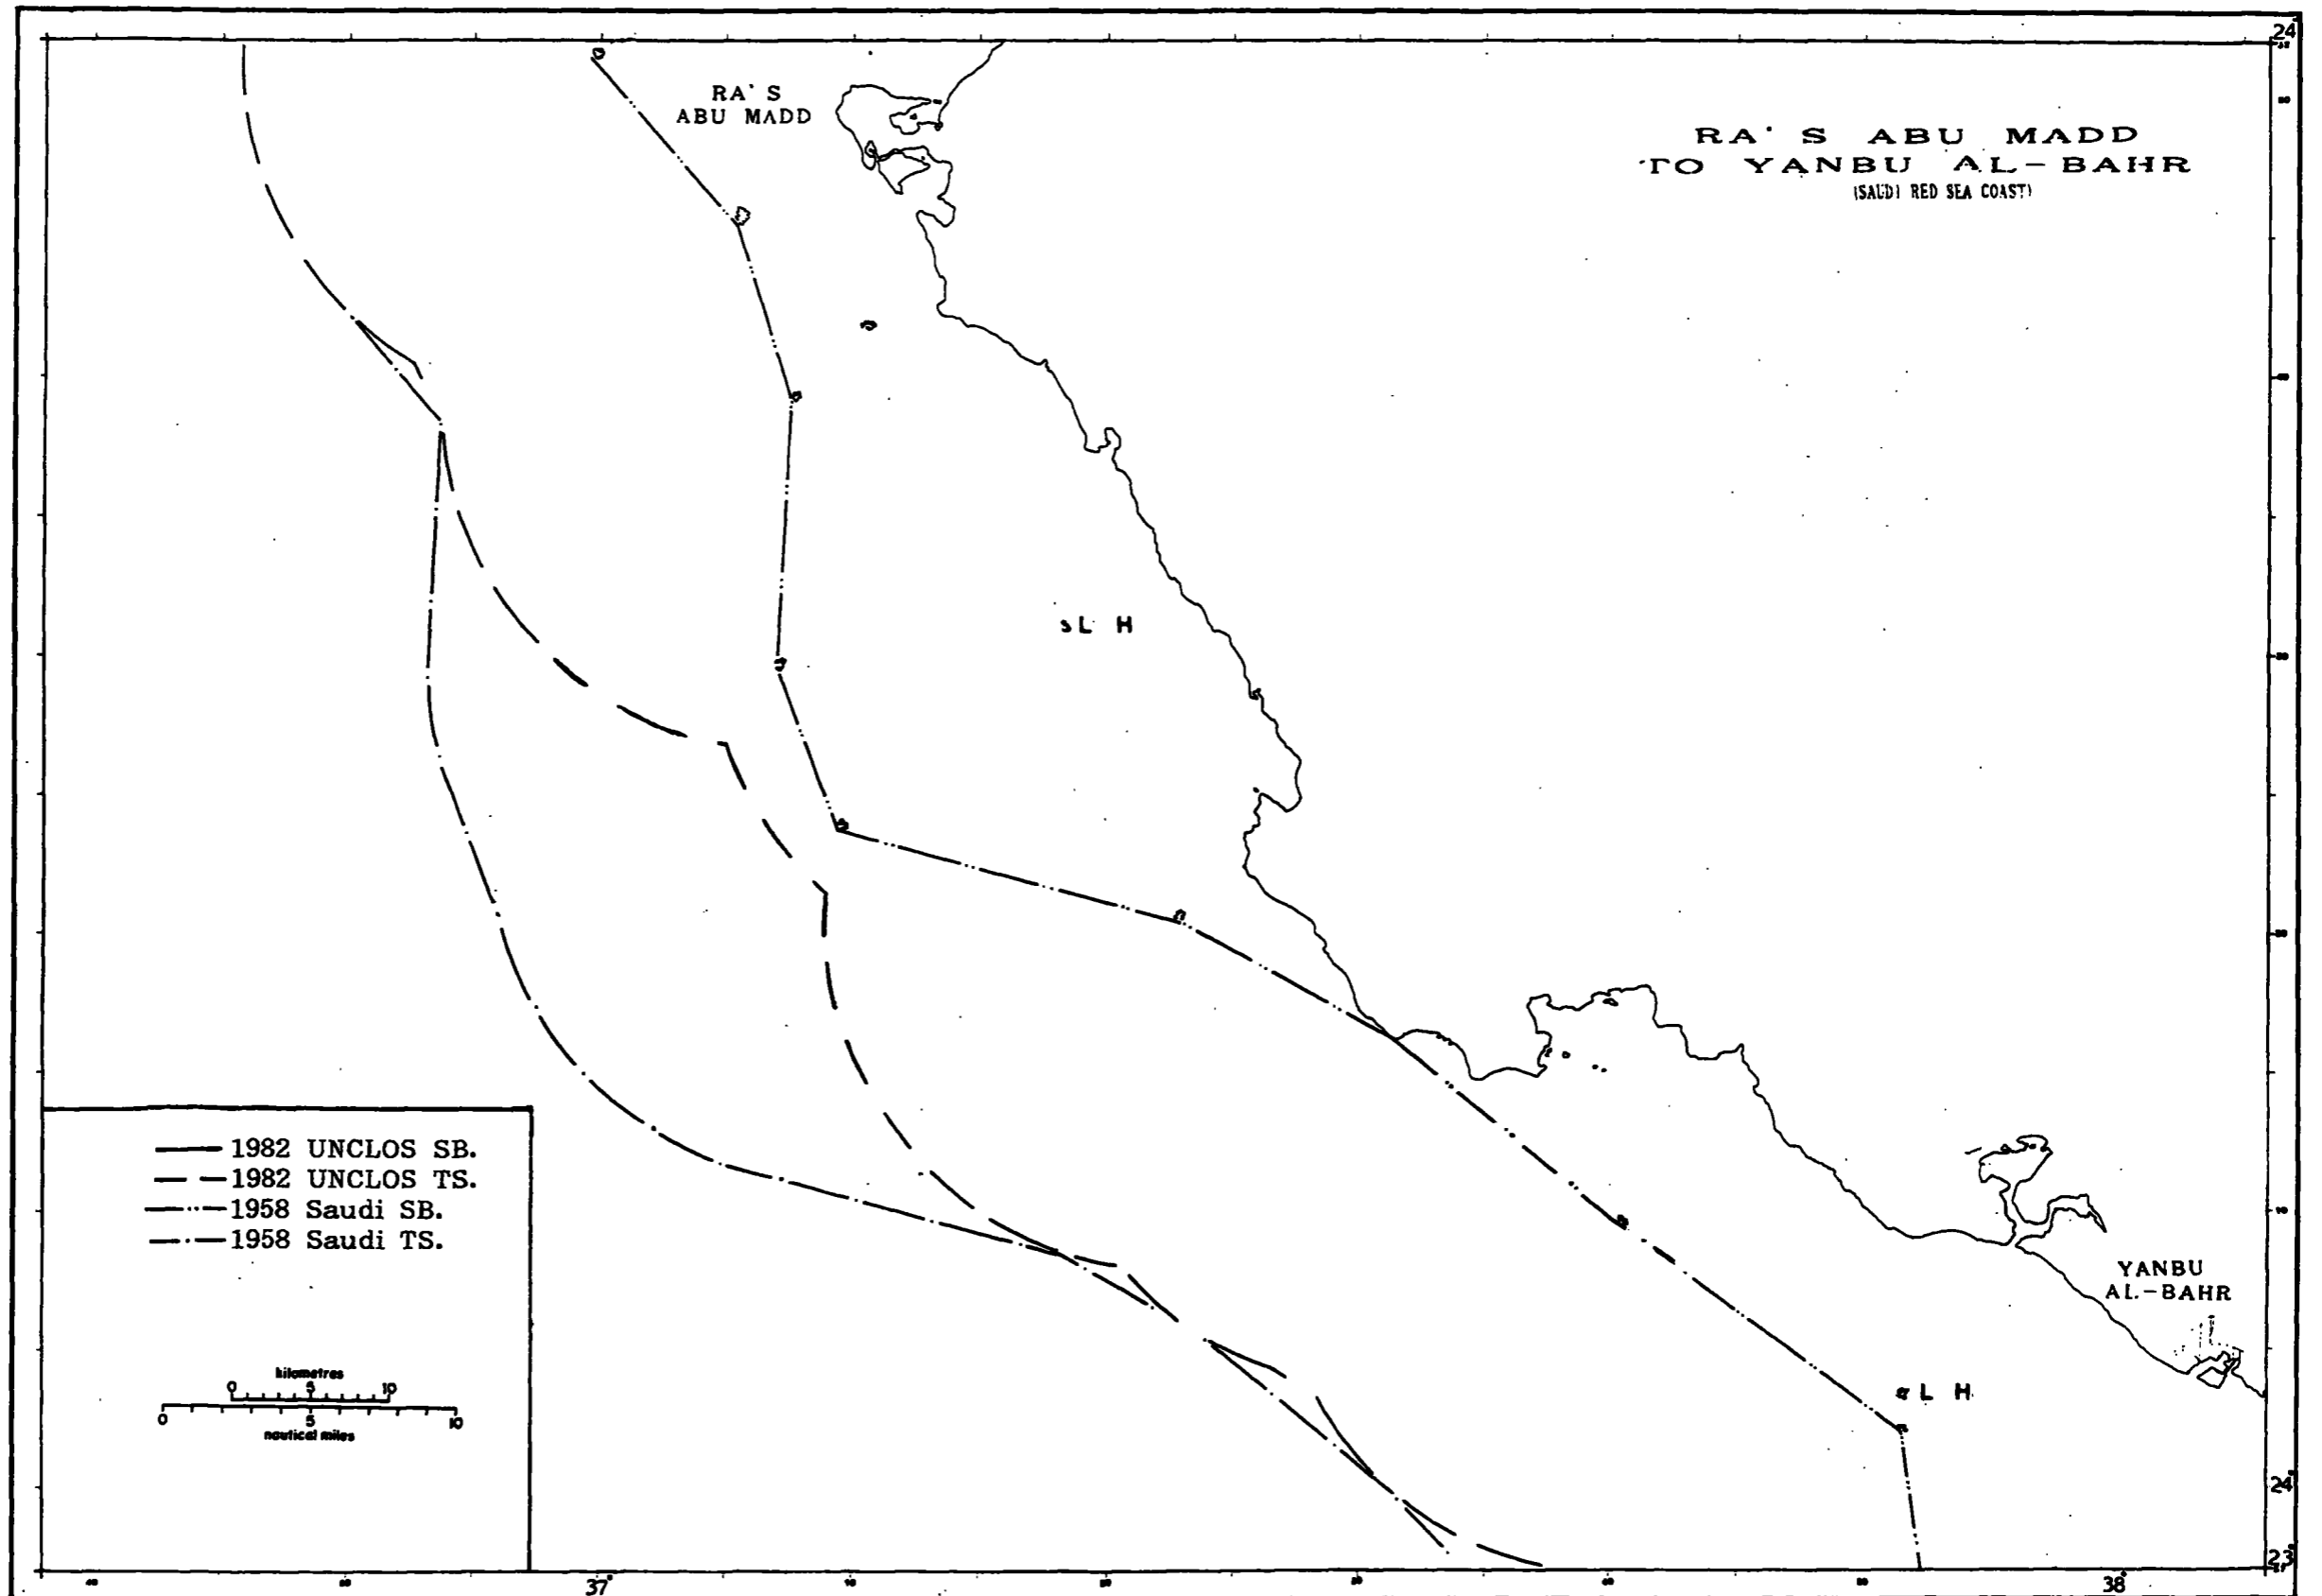 24°
RA'S
ABU MADD
RA'S ABU MADD
TO YANBU AL-BAHR
(SAUDI RED SEA COAST)
L H
1982 UNCLOS SB.
1982 UNCLOS TS.
1958 Saudi SB.
1958 Saudi TS.
kilometres
0 5 10
0 5 10
nautical miles
YANBU
AL-BAHR
L H
24°
23°
37° 38°